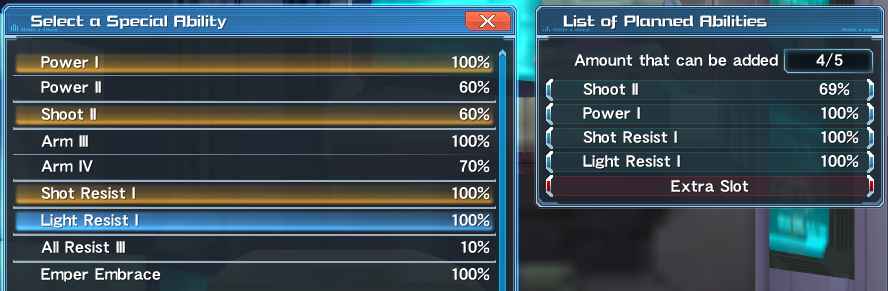 Select a Special Ability
Power I 100%
Power II 60%
Shoot II 60%
Arm III 100%
Arm IV 70%
Shot Resist I 100%
Light Resist I 100%
All Resist III 10%
Emper Embrace 100%
List of Planned Abilities
Amount that can be added 4/5
Shoot II 69%
Power I 100%
Shot Resist I 100%
Light Resist I 100%
Extra Slot